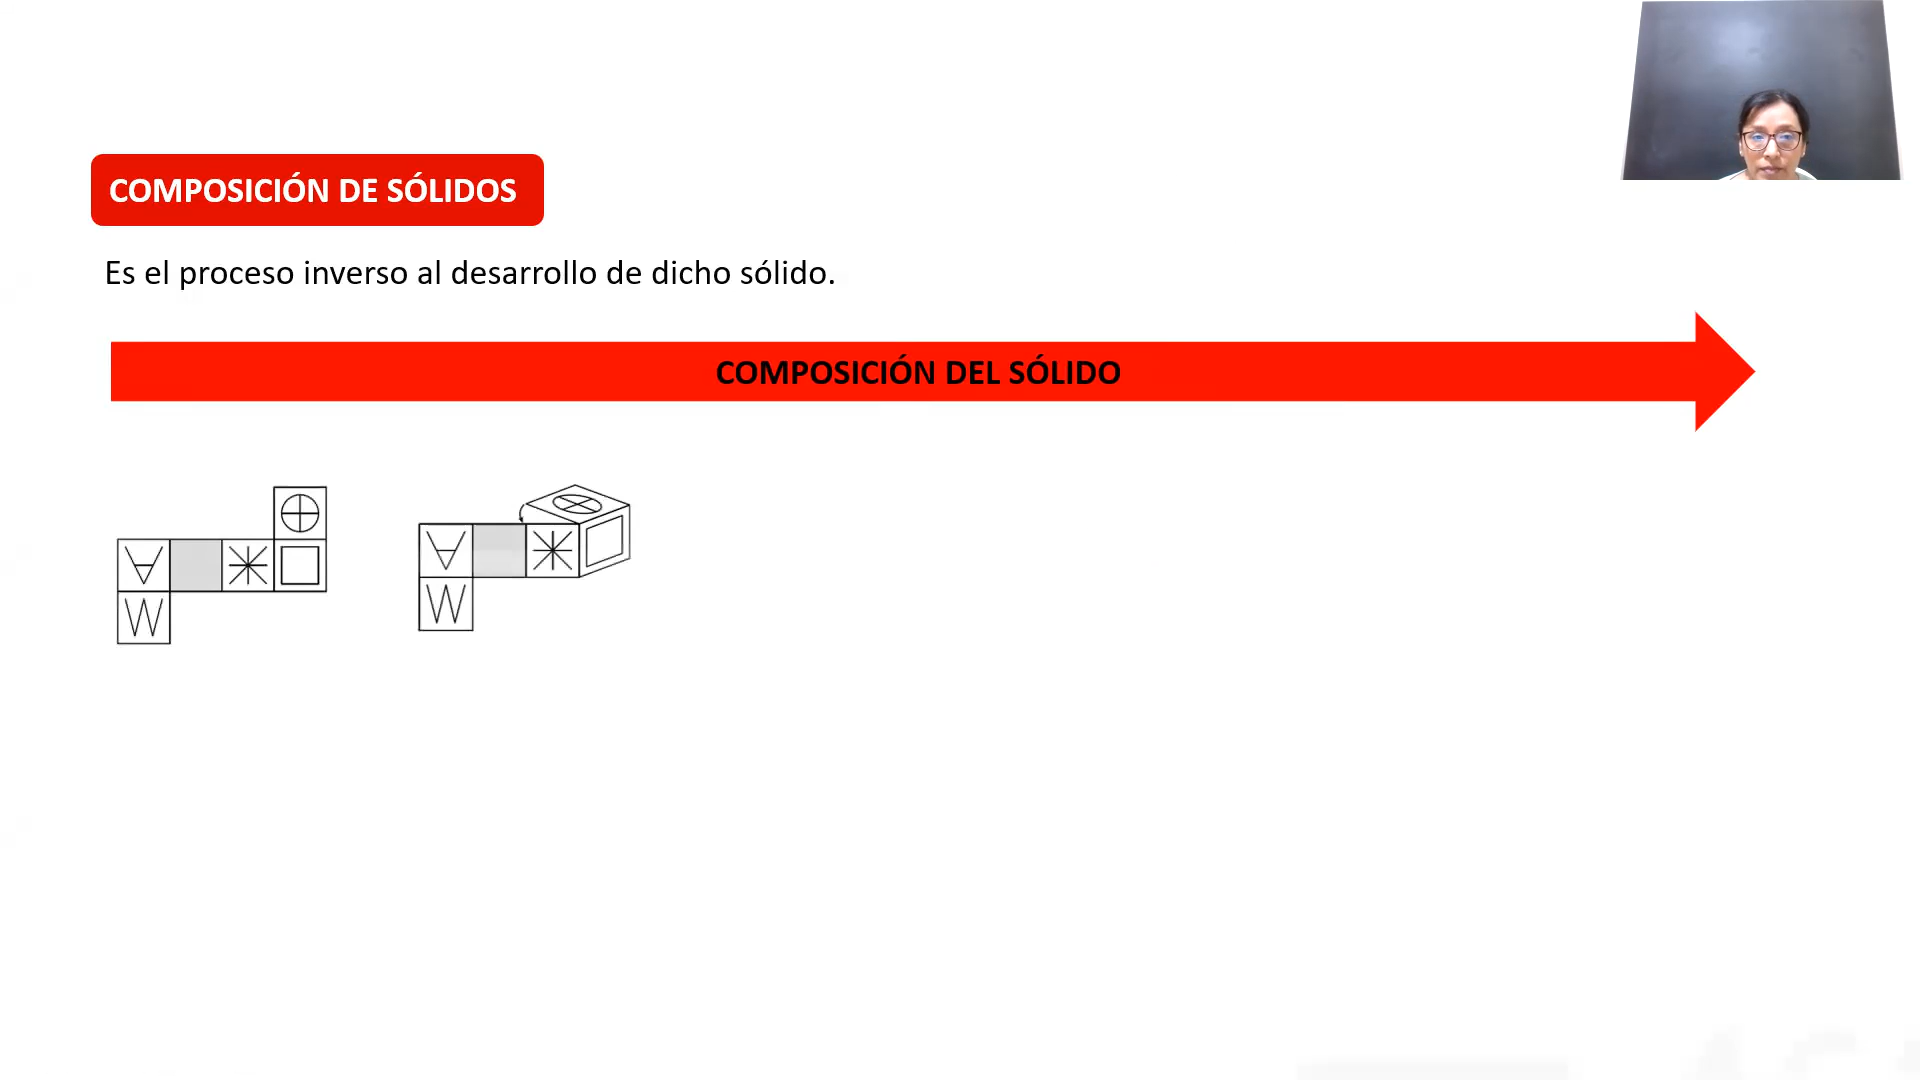 COMPOSICIÓN DE SÓLIDOS
Es el proceso inverso al desarrollo de dicho sólido.
COMPOSICIÓN DEL SÓLIDO
∀
W
∀
W